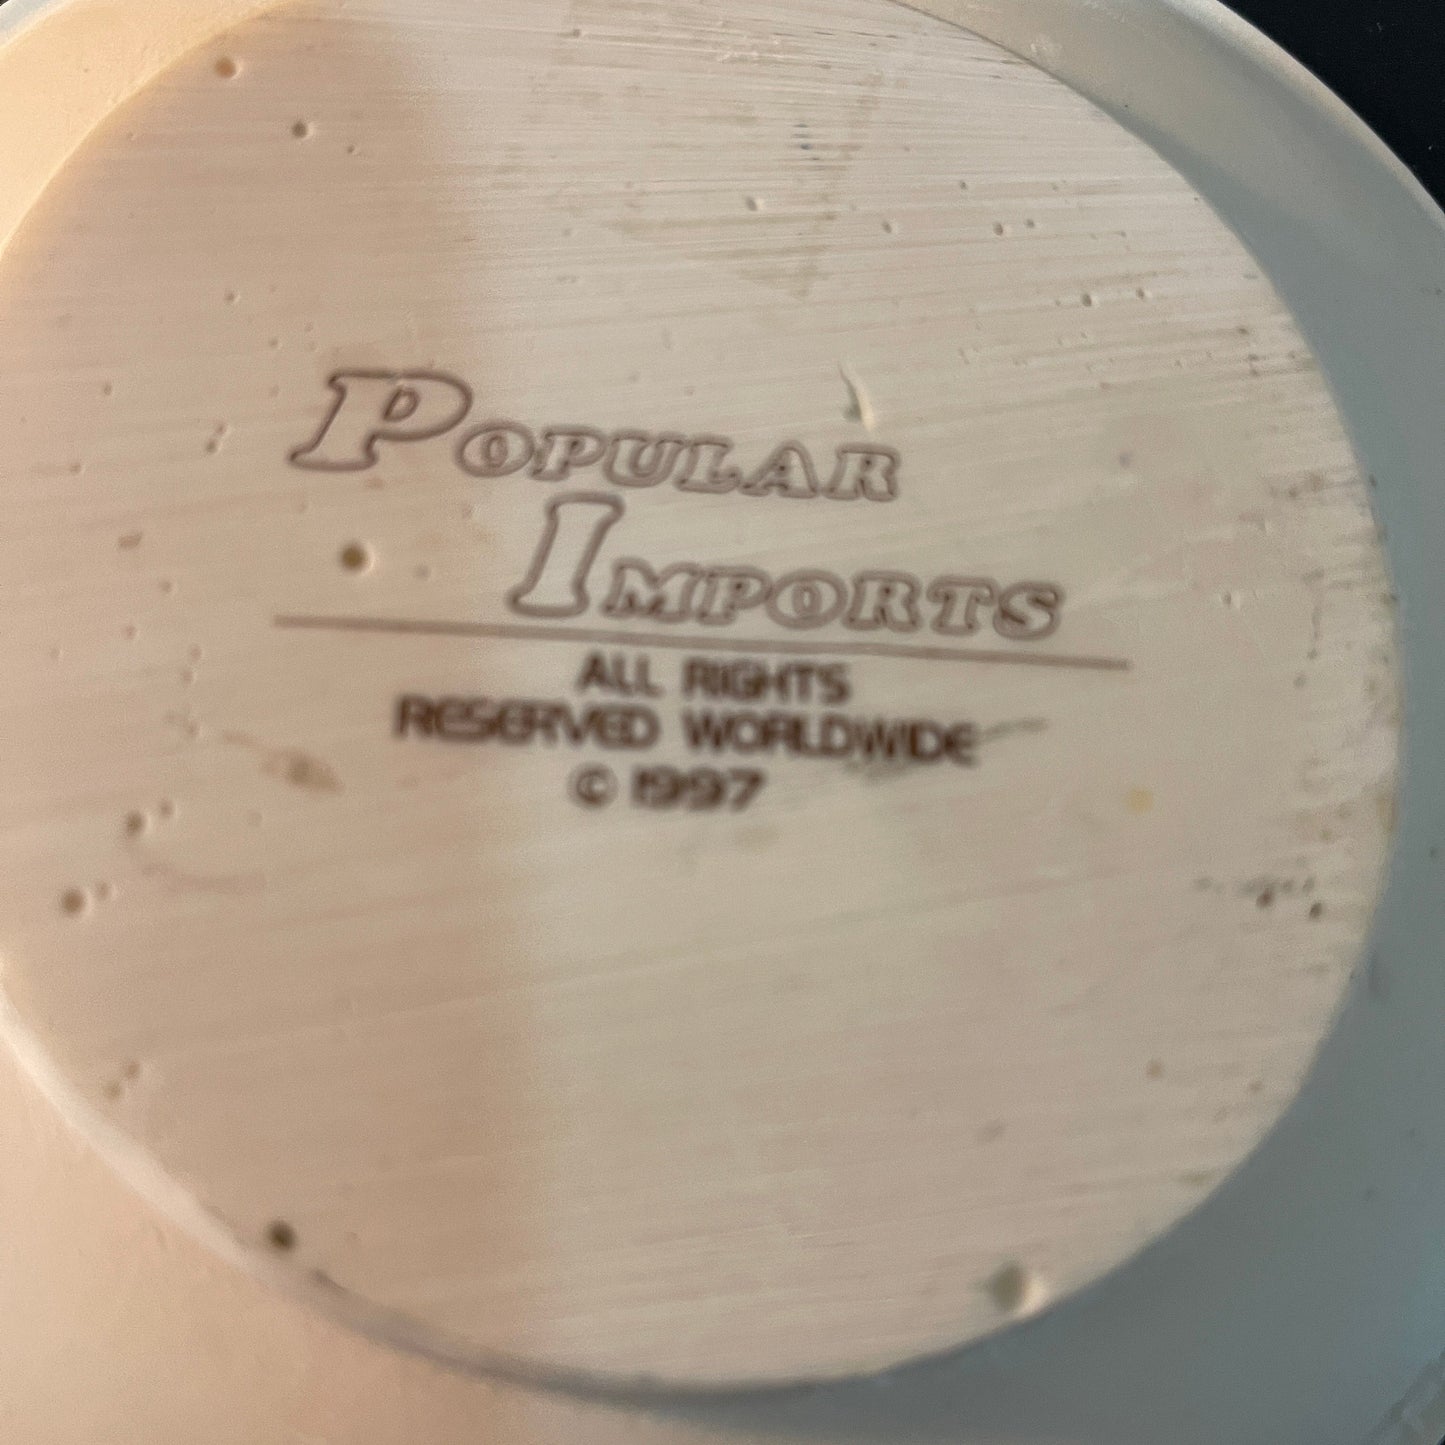 POPULAR
IMPORTS
ALL RIGHTS
RESERVED WORLDWIDE
© 1997